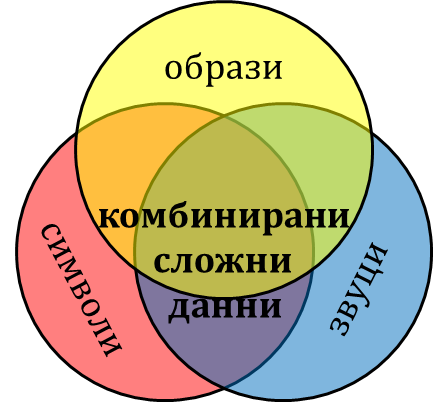 образи
комбинирани
сложни
данни
символи
звуци